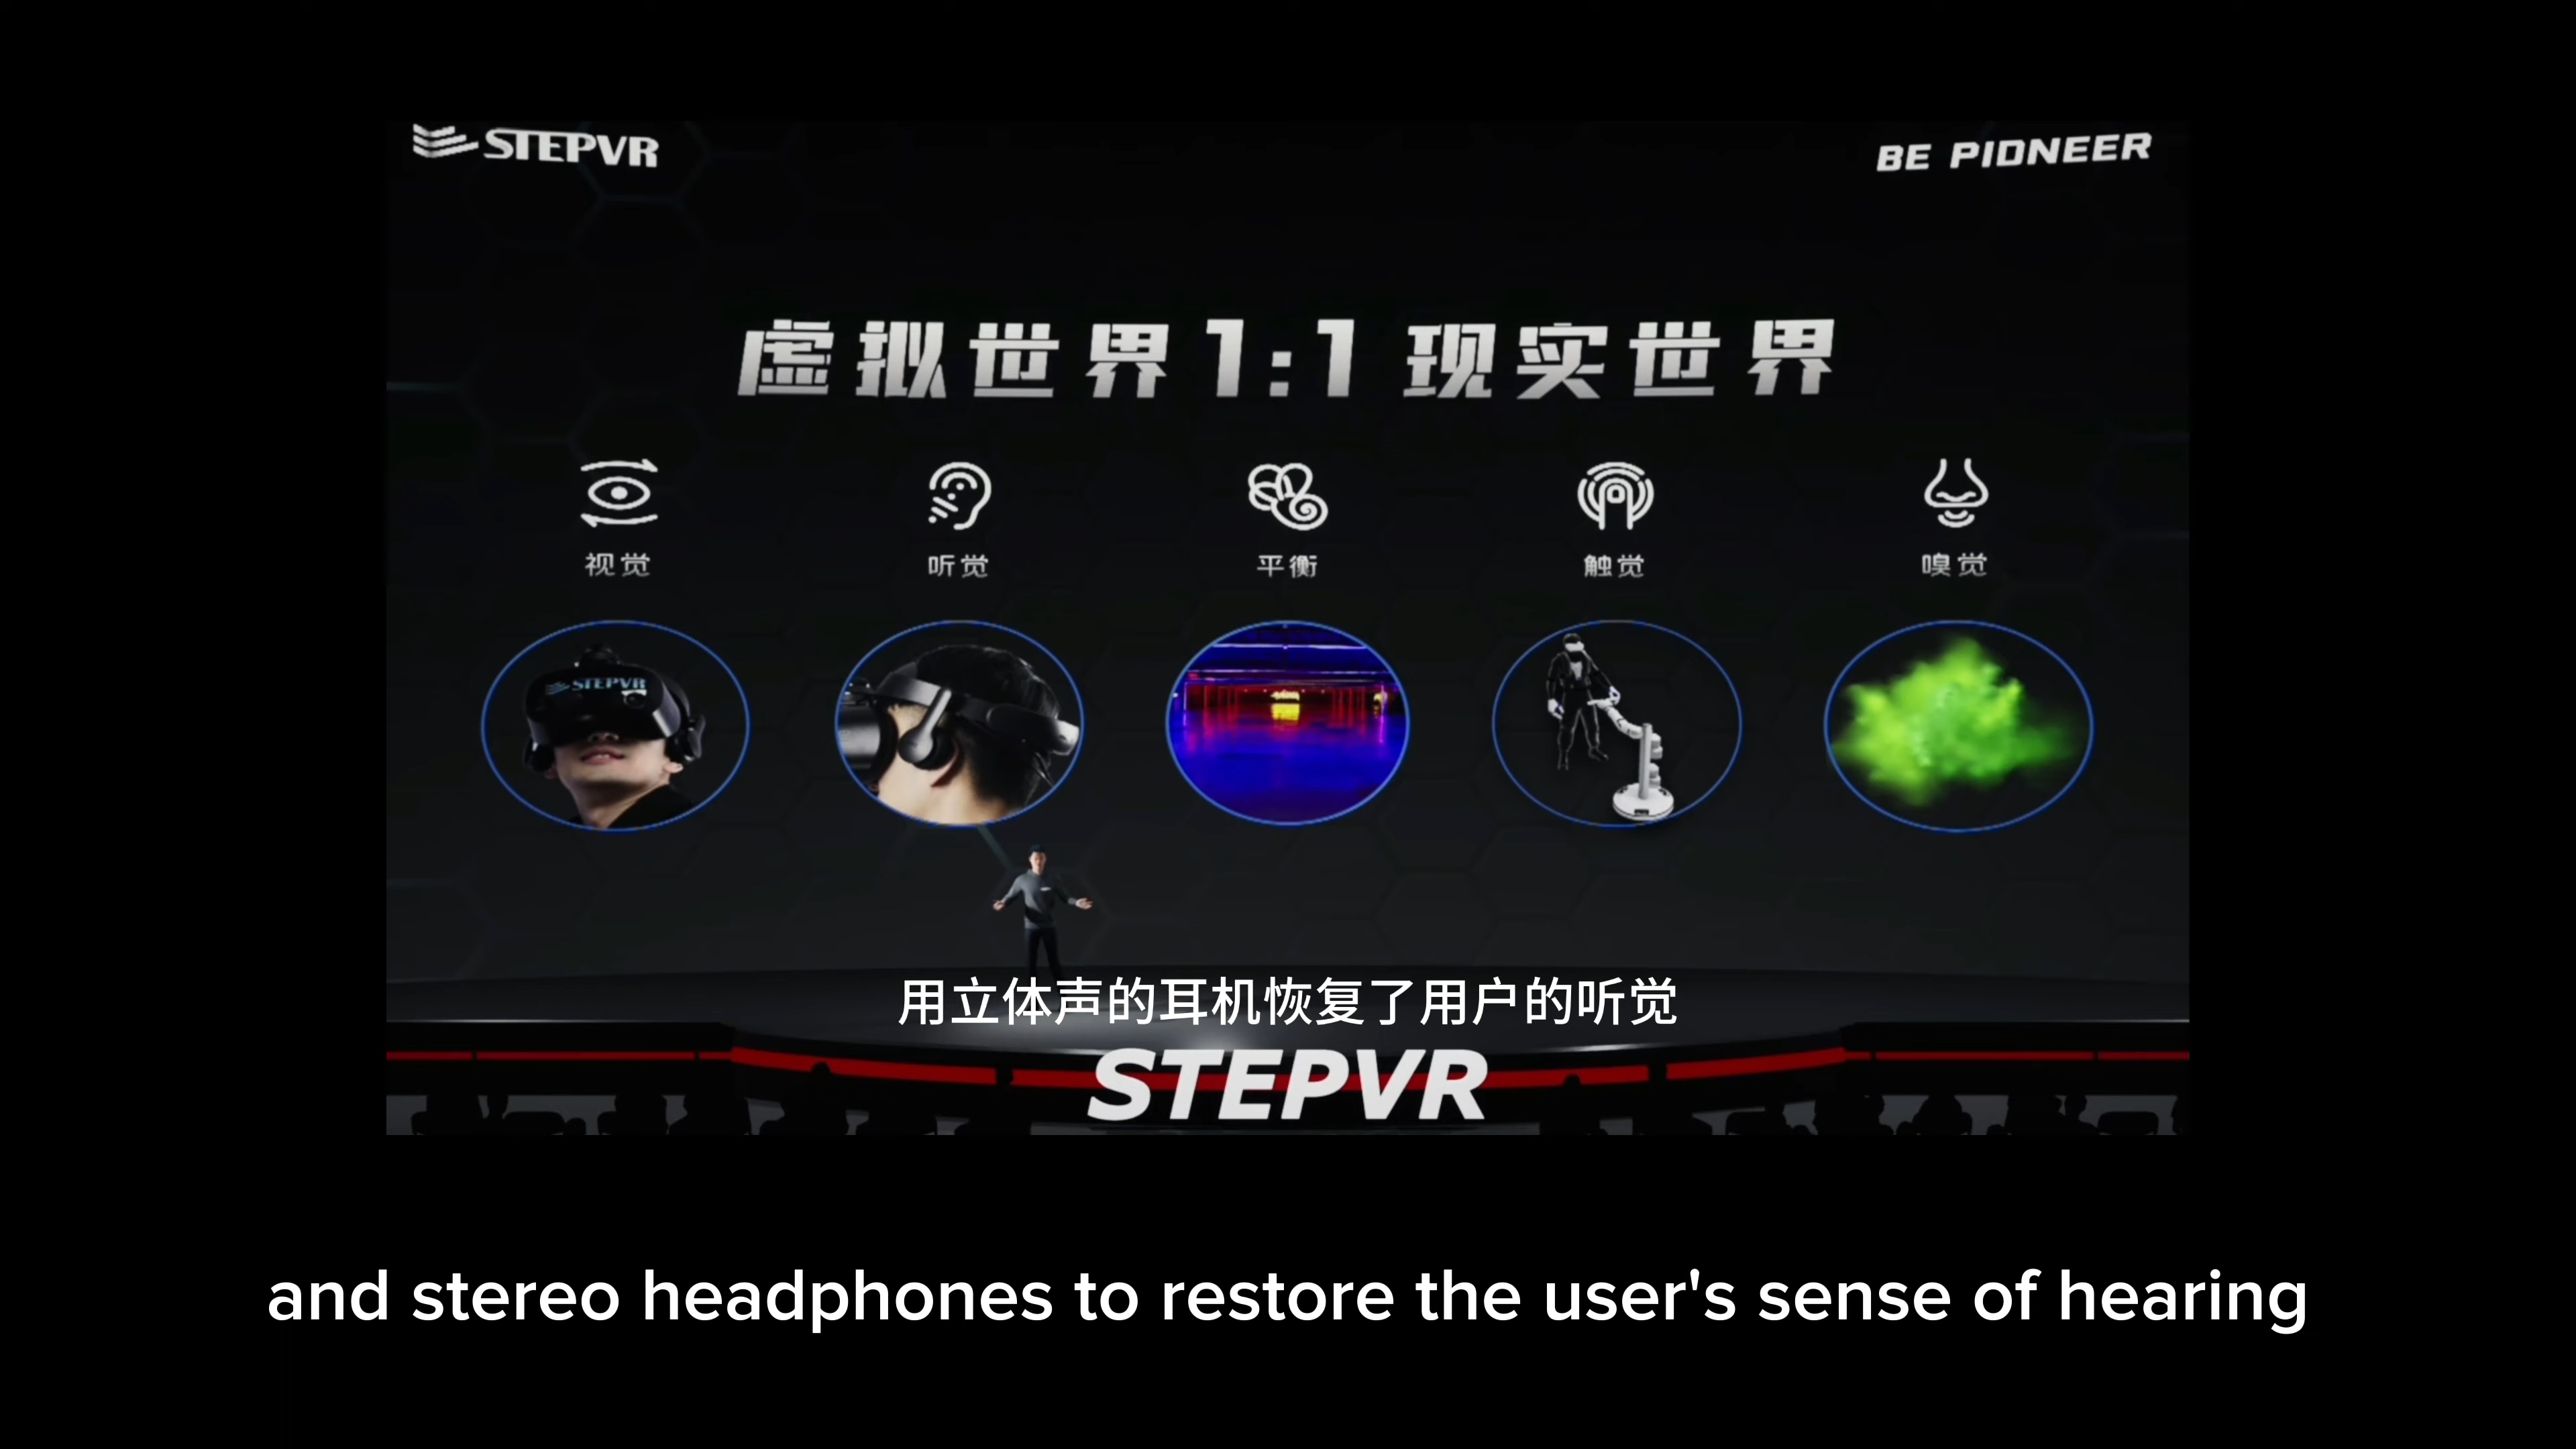 STEPVR
BE PIONEER
虚拟世界1:1现实世界
视觉
听觉
平衡
触觉
嗅觉
STEPVR
用立体声的耳机恢复了用户的听觉
STEPVR
and stereo headphones to restore the user's sense of hearing